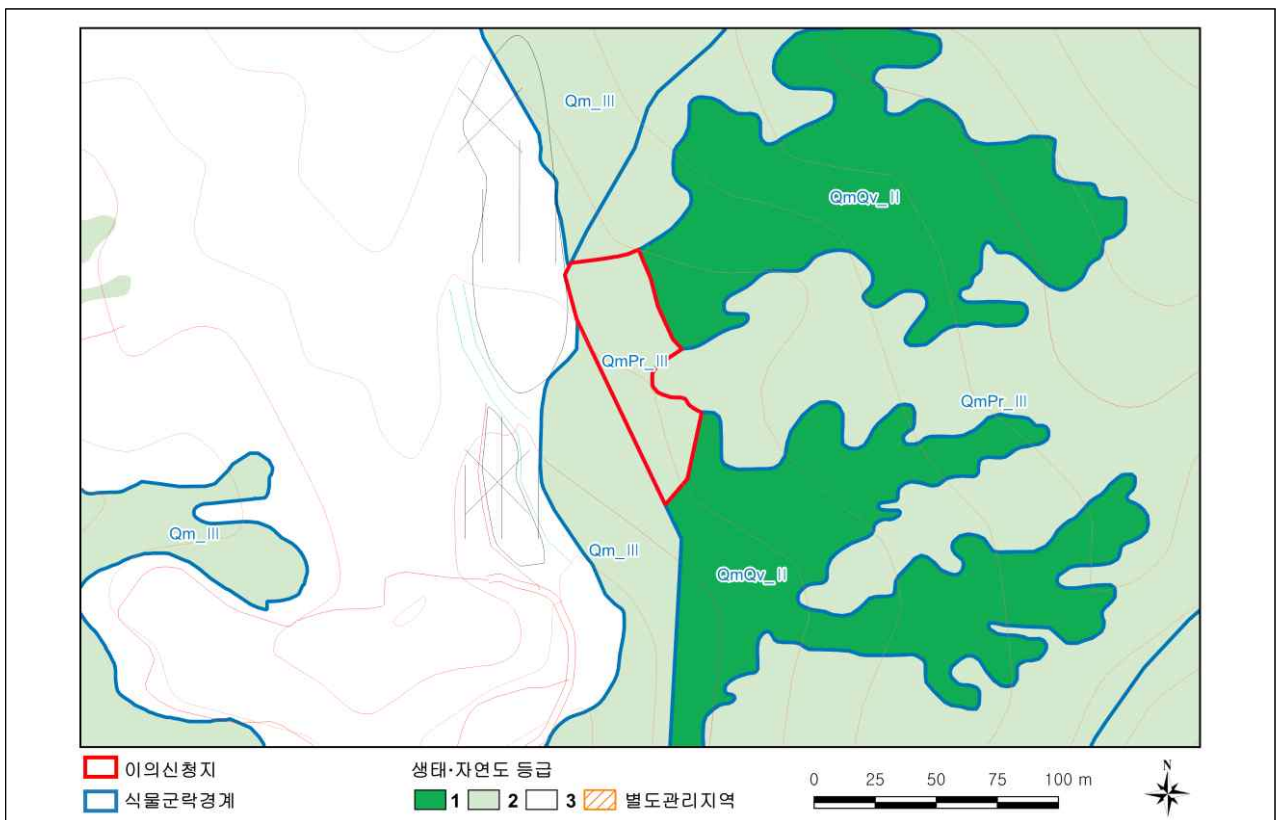 Qm_III
QmQv_II
QmPr_III
QmPr_III
Qm_III
Qm_III
QmQv_II
이의신청지
식물군락경계
생태·자연도 등급
1 2 3 별도관리지역
0 25 50 75 100 m
N